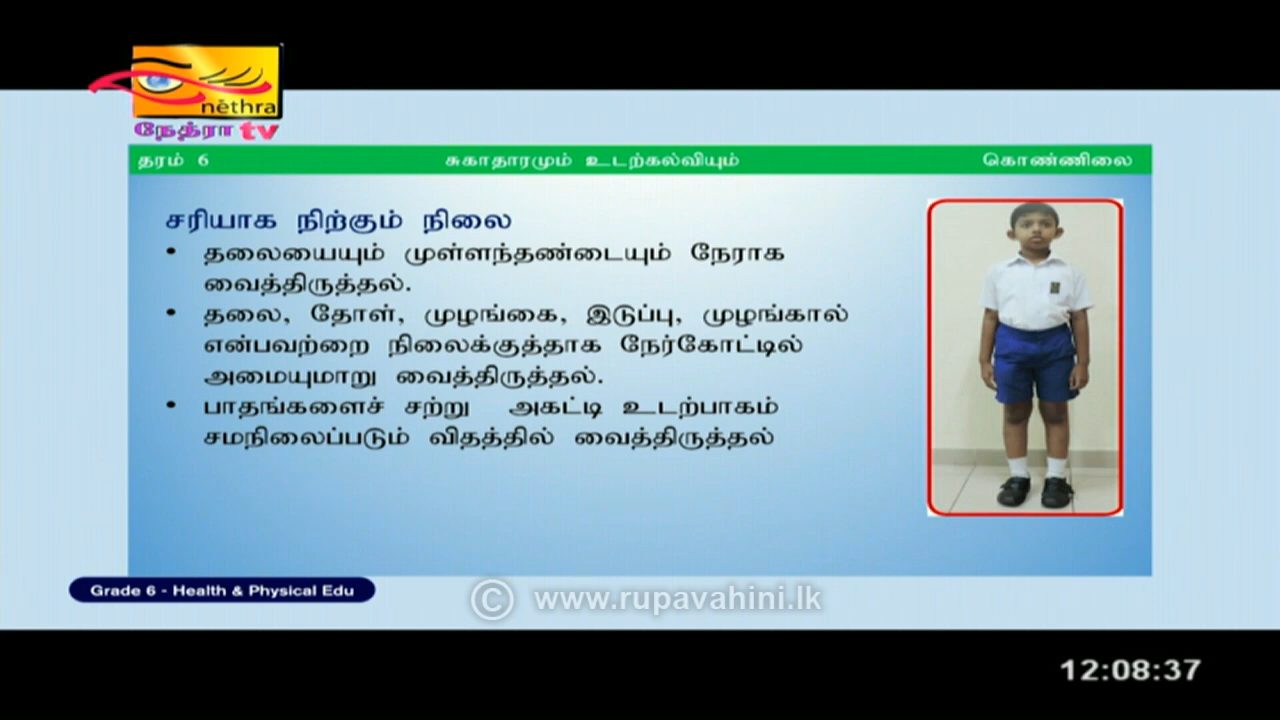 nēthra
நேத்ரா tv
தரம் 6 சுகாதாரமும் உடற்கல்வியும் கொண்ணிலை
சரியாக நிற்கும் நிலை
• தலையையும் முள்ளந்தண்டையும் நேராக
வைத்திருத்தல்.
• தலை, தோள், முழங்கை, இடுப்பு, முழங்கால்
என்பவற்றை நிலைக்குத்தாக நேர்கோட்டில்
அமையுமாறு வைத்திருத்தல்.
• பாதங்களைச் சற்று அகட்டி உடற்பாகம்
சமநிலைப்படும் விதத்தில் வைத்திருத்தல்
Grade 6 - Health & Physical Edu
© www.rupavahini.lk
12:08:37